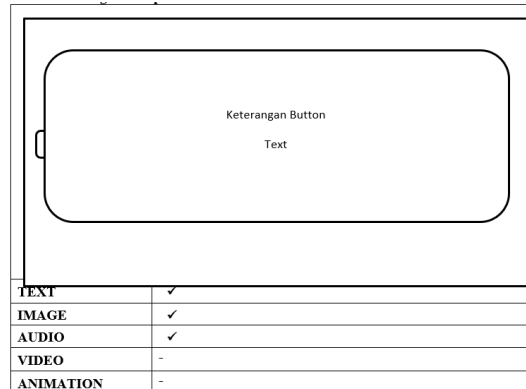 Keterangan Button
Text
TEXT ✓
IMAGE ✓
AUDIO ✓
VIDEO -
ANIMATION -